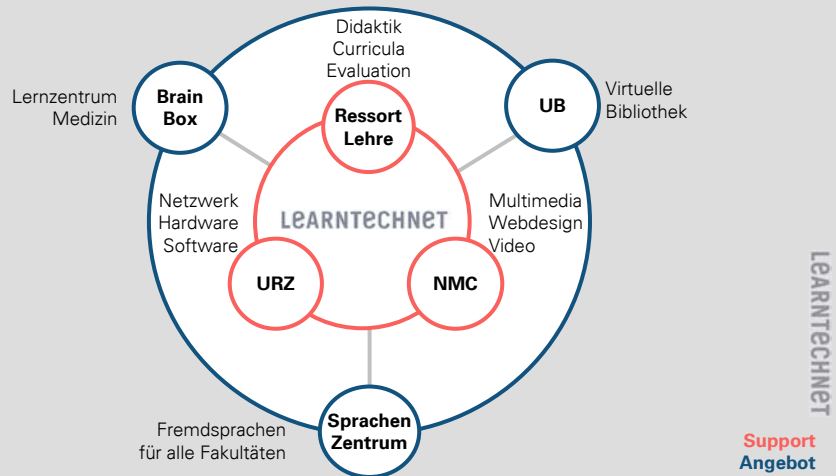 Didaktik
Curricula
Evaluation
Lernzentrum
Medizin
Brain
Box
Ressort
Lehre
UB
Virtuelle
Bibliothek
Netzwerk
Hardware
Software
LEARNTECHNET
Multimedia
Webdesign
Video
URZ
NMC
Fremdsprachen
für alle Fakultäten
Sprachen
Zentrum
LEARNTECHNET
Support
Angebot